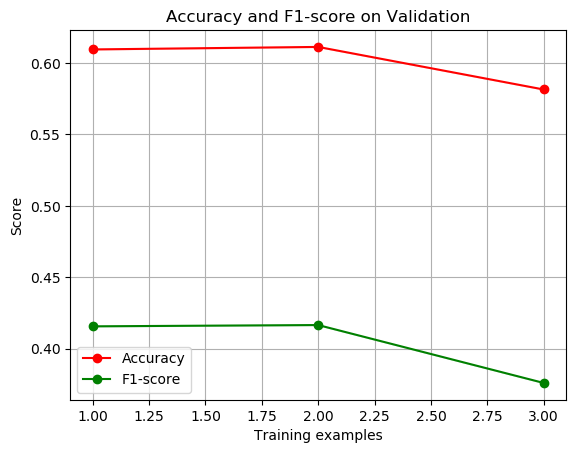 Accuracy and F1-score on Validation
Score
0.60
0.55
0.50
0.45
0.40
Accuracy
F1-score
1.00 1.25 1.50 1.75 2.00 2.25 2.50 2.75 3.00
Training examples